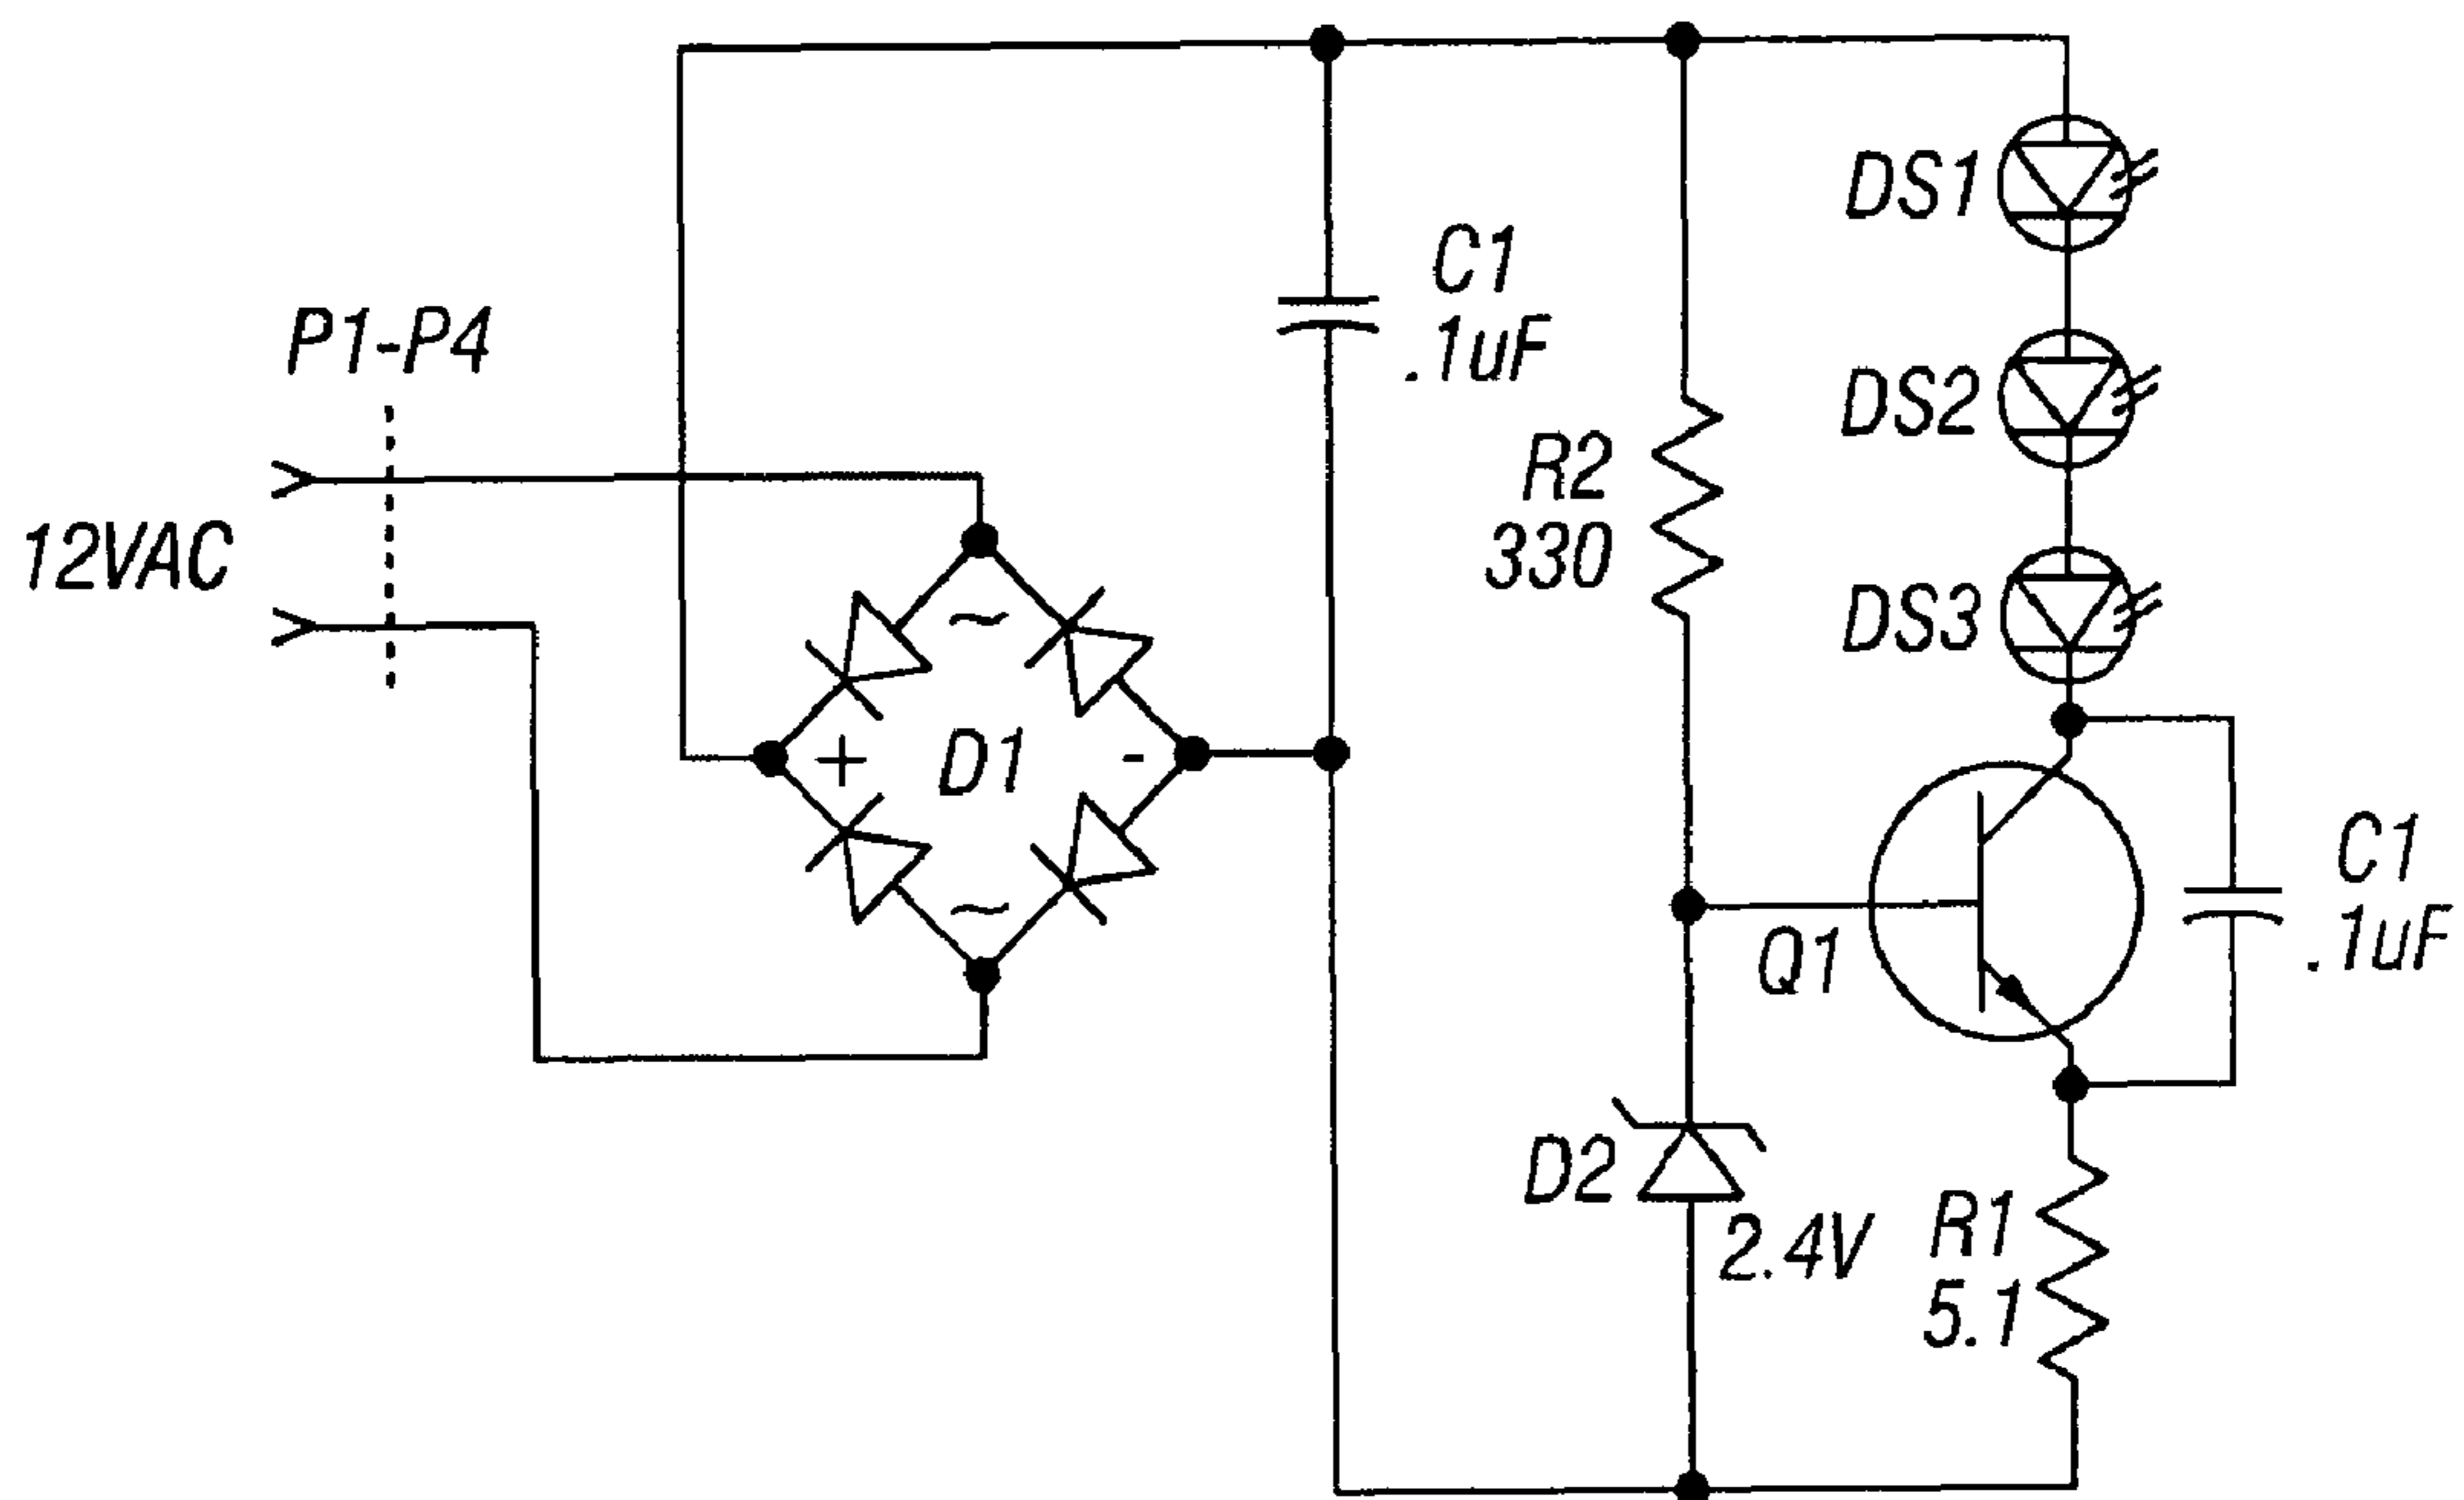 P1-P4
12VAC
~
+
D1
-
~
C1
.1uF
R2
330
DS1
DS2
DS3
Q1
C1
.1uF
D2
2.4V
R1
5.1